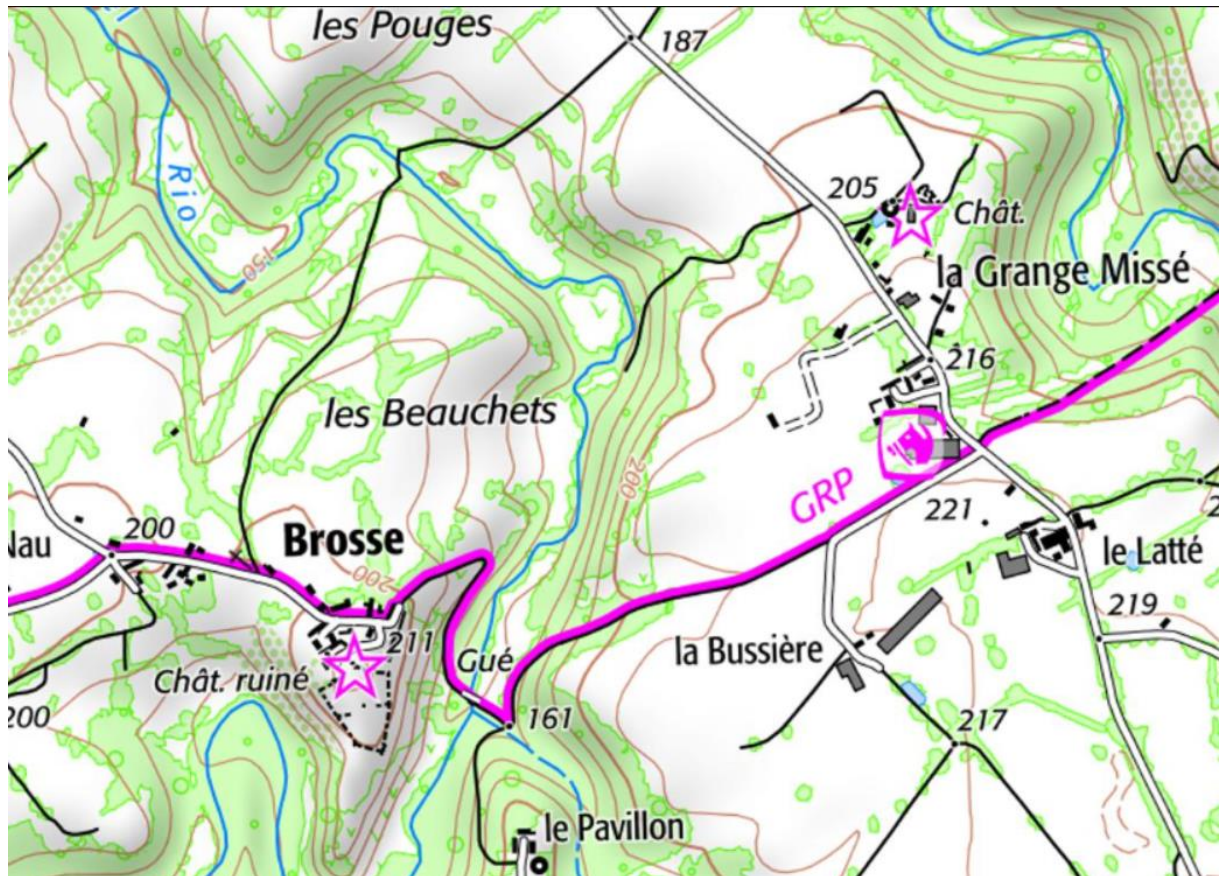 les Pouges
187
Rio
205
Chât.
150
la Grange Missé
216
les Beauchets
200
GRP
221
200
Nau
Brosse
le Latté
200
219
211
Gué
la Bussière
Chât. ruiné
200
161
217
le Pavillon